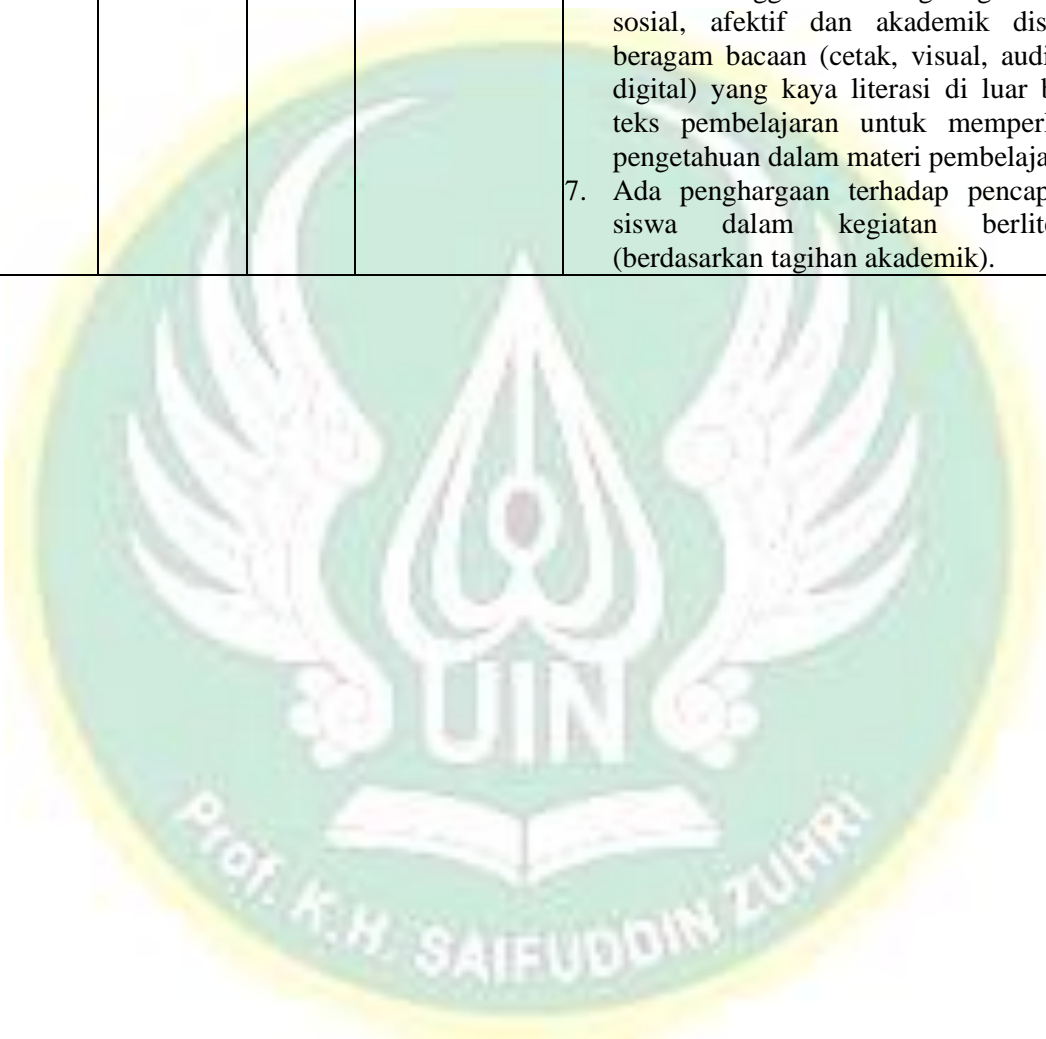 sosial, afektif dan akademik
beragam bacaan (cetak, visual,
digital) yang kaya literasi di luar
teks pembelajaran untuk
pengetahuan dalam materi
7. Ada penghargaan terhadap
siswa dalam kegiatan
(berdasarkan tagihan akademik).
UIN
Prof. K.H. SAIFUDDIN ZUHRI